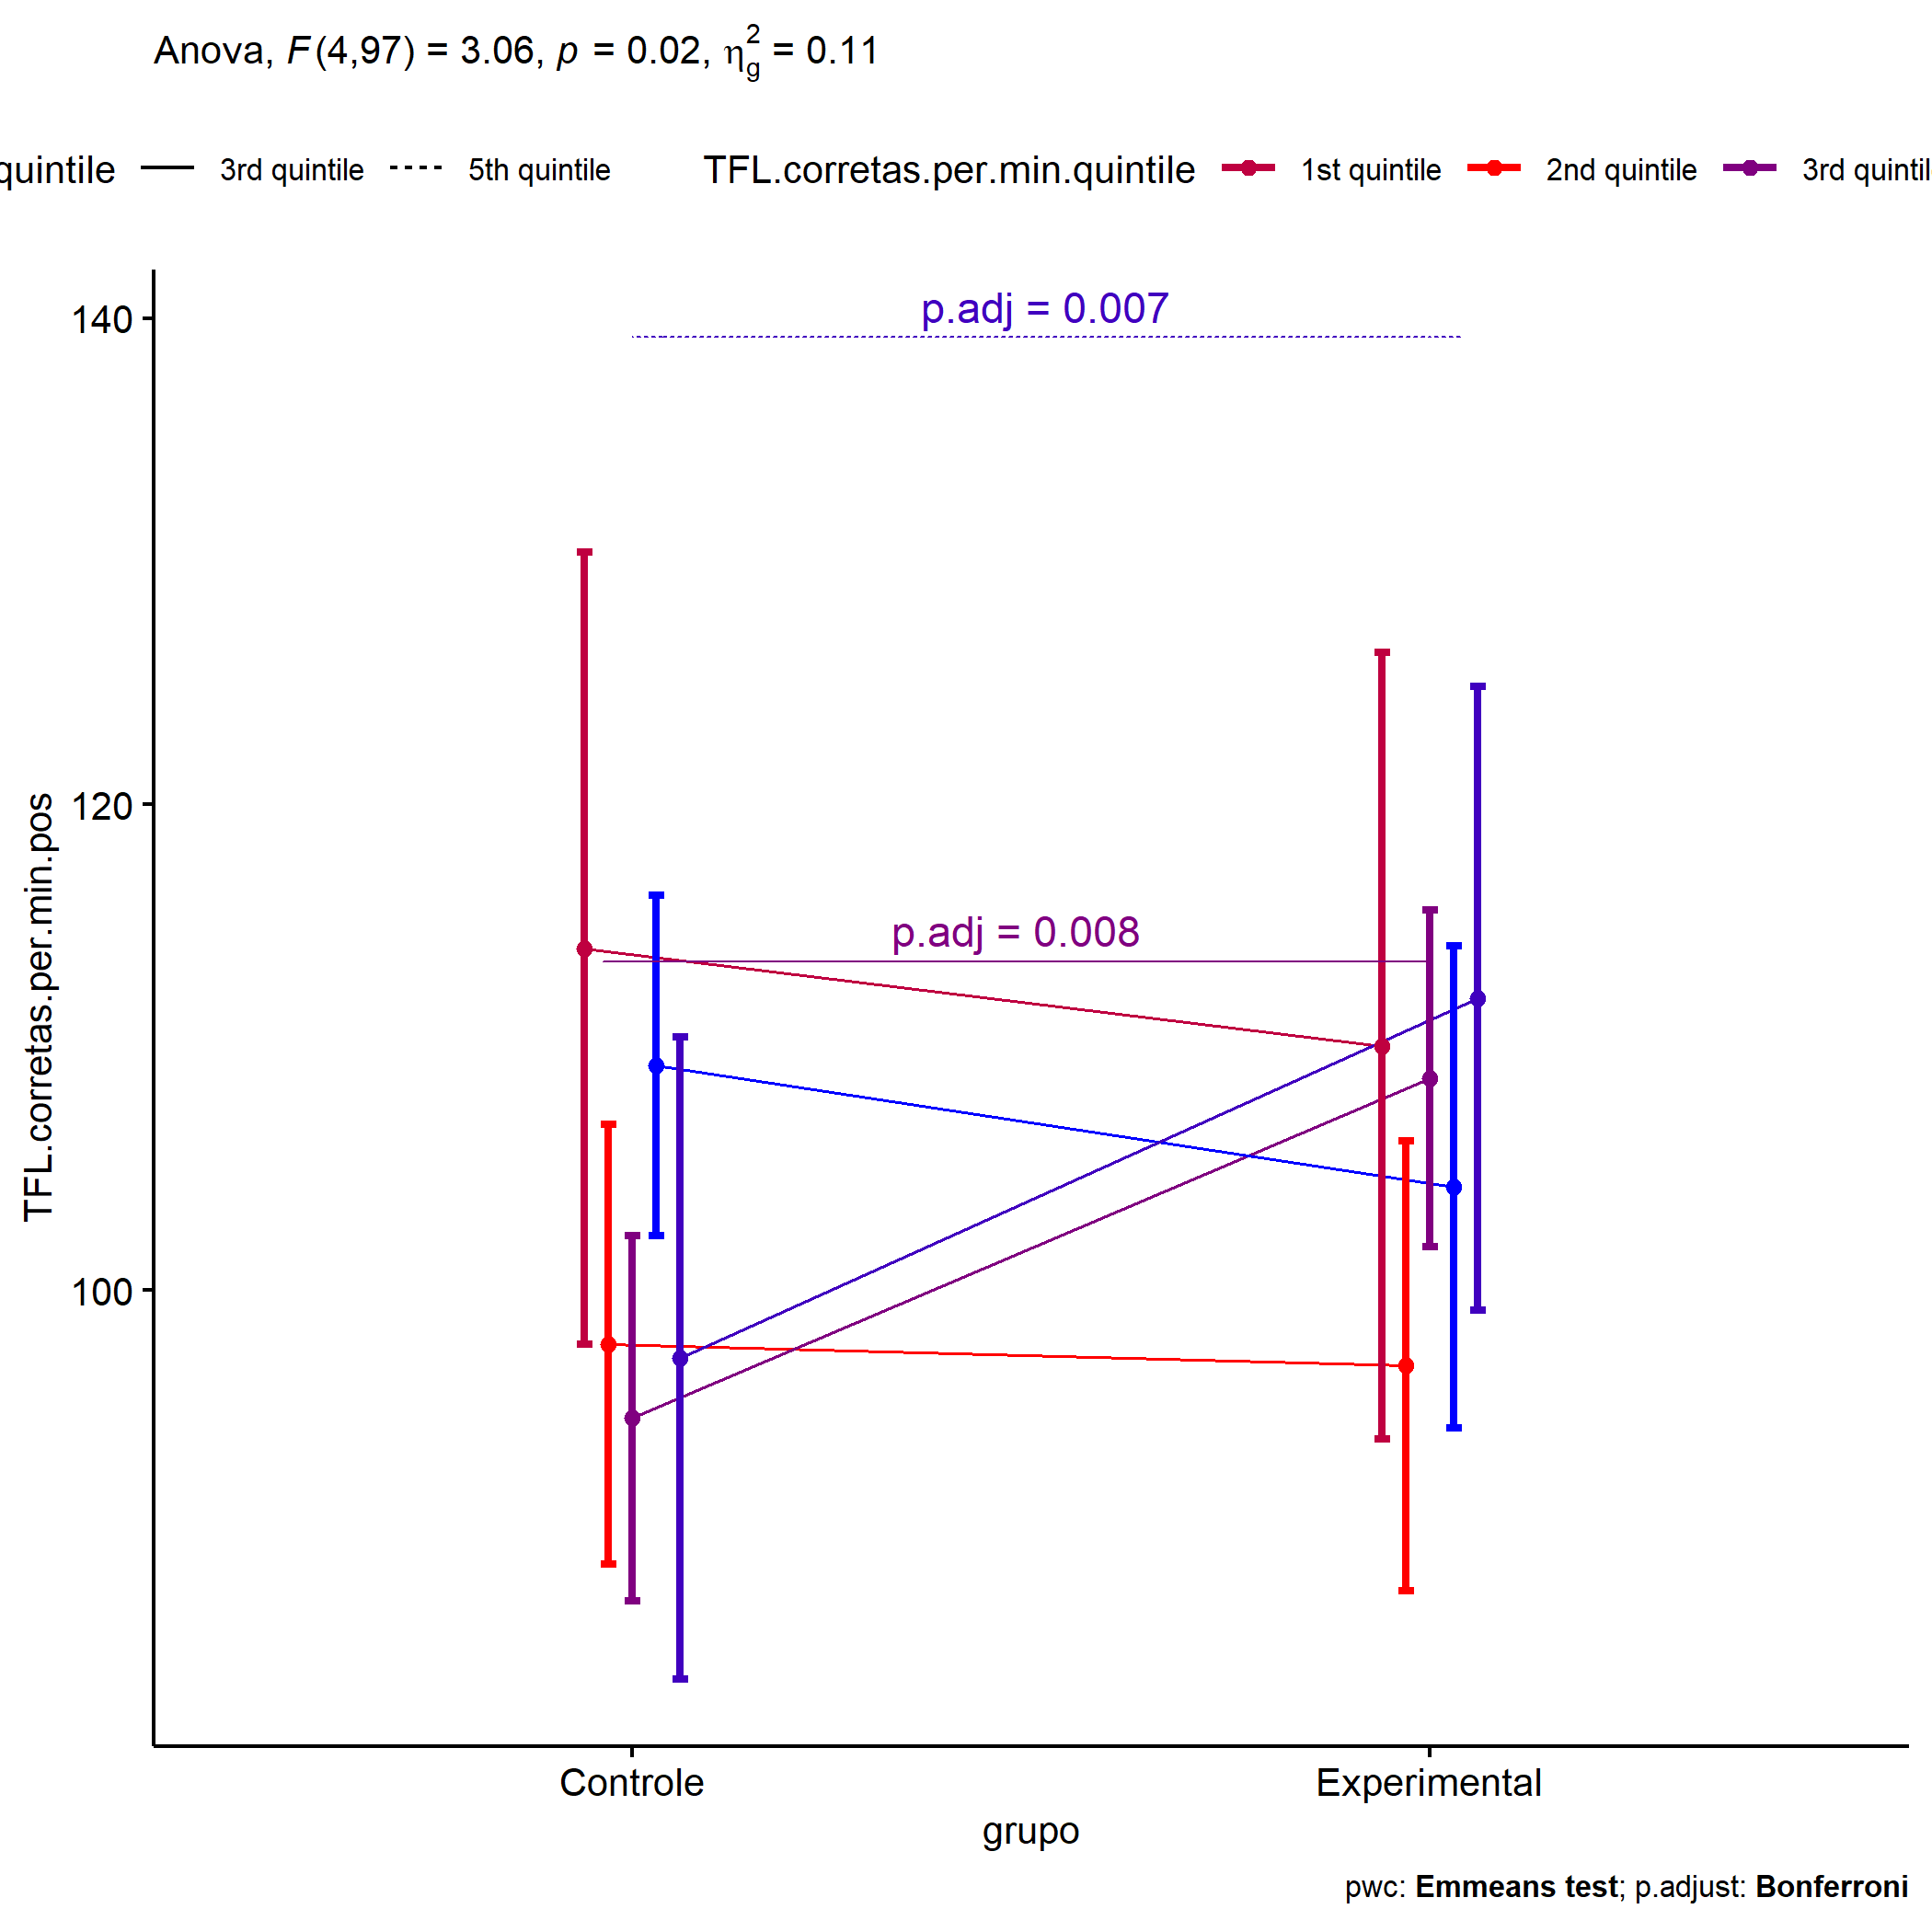 Anova, F(4,97) = 3.06, p = 0.02, η²g = 0.11
quintile 3rd quintile 5th quintile TFL.corretas.per.min.quintile 1st quintile 2nd quintile 3rd quintil
p.adj = 0.007
140
120
p.adj = 0.008
100
TFL.corretas.per.min.pos
Controle Experimental
grupo
pwc: Emmeans test; p.adjust: Bonferroni